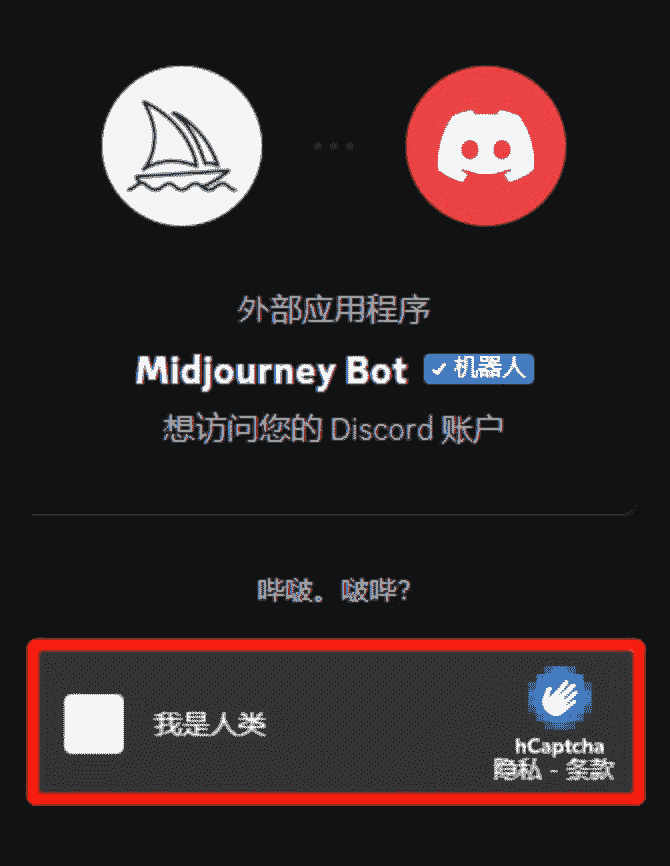 外部应用程序
Midjourney Bot ✓ 机器人
想访问您的 Discord 账户
哔啵。啵哔？
我是人类
hCaptcha
隐私 - 条款